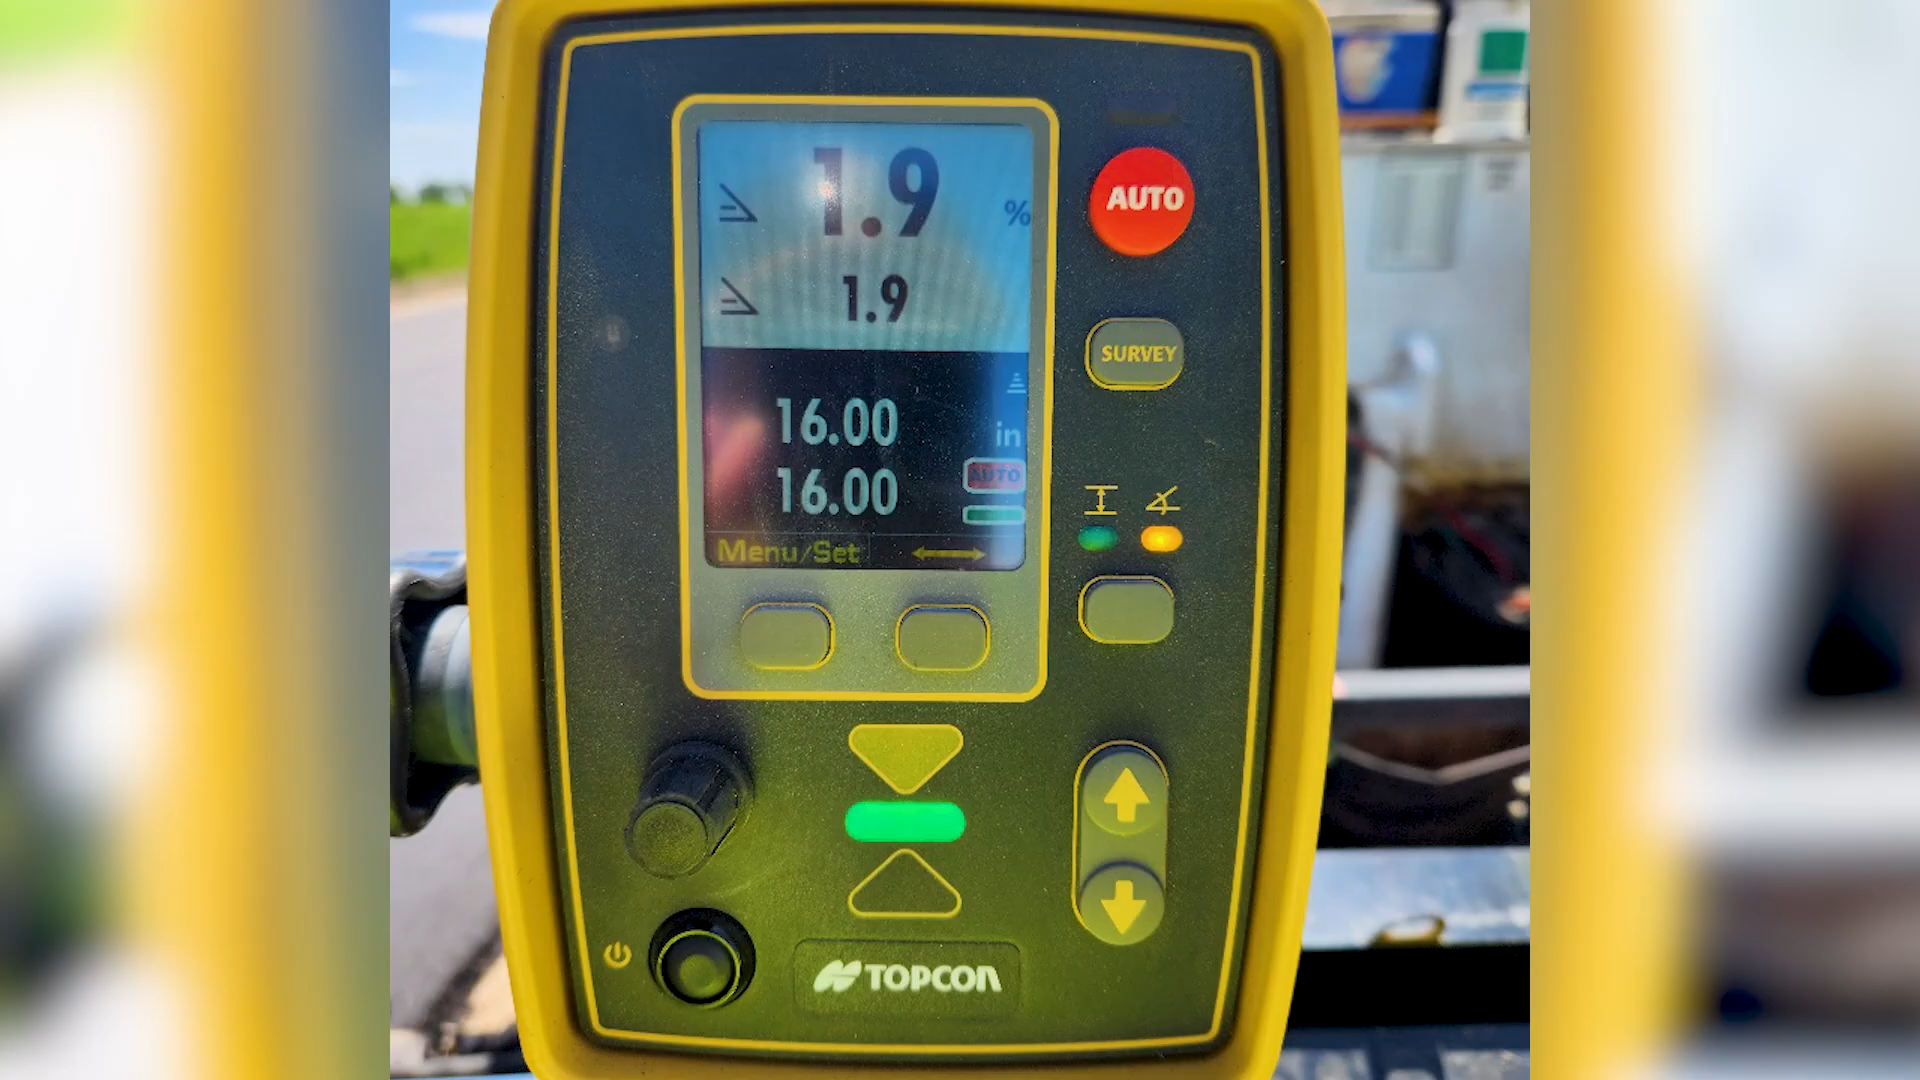 1.9 %
1.9
16.00 in
16.00
AUTO
Menu/Set
AUTO
SURVEY
TOPCON